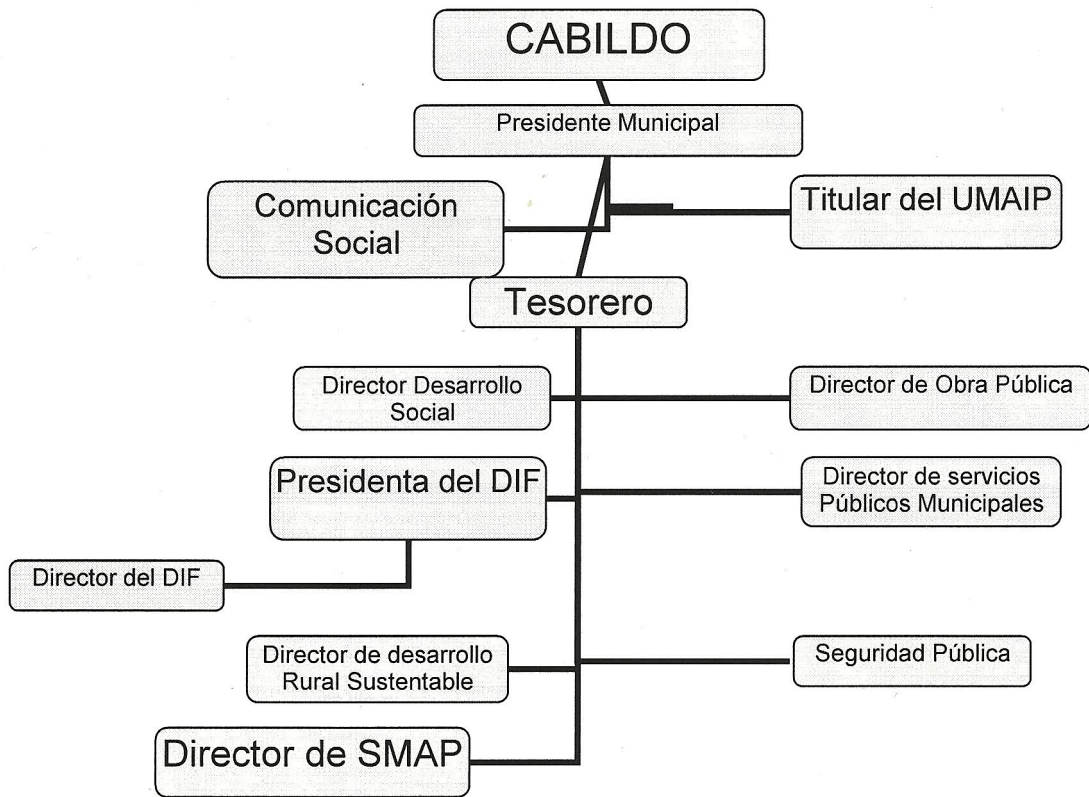 CABILDO
Presidente Municipal
Comunicación
Social
Titular del UMAIP
Tesorero
Director Desarrollo
Social
Director de Obra Pública
Presidenta del DIF
Director de servicios
Públicos Municipales
Director del DIF
Director de desarrollo
Rural Sustentable
Seguridad Pública
Director de SMAP